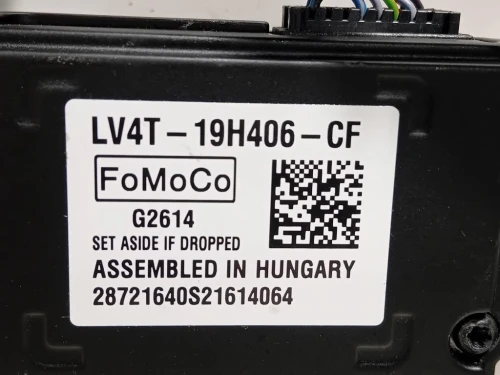 LV4T-19H406-CF
FoMoCo
G2614
SET ASIDE IF DROPPED
ASSEMBLED IN HUNGARY
28721640S21614064